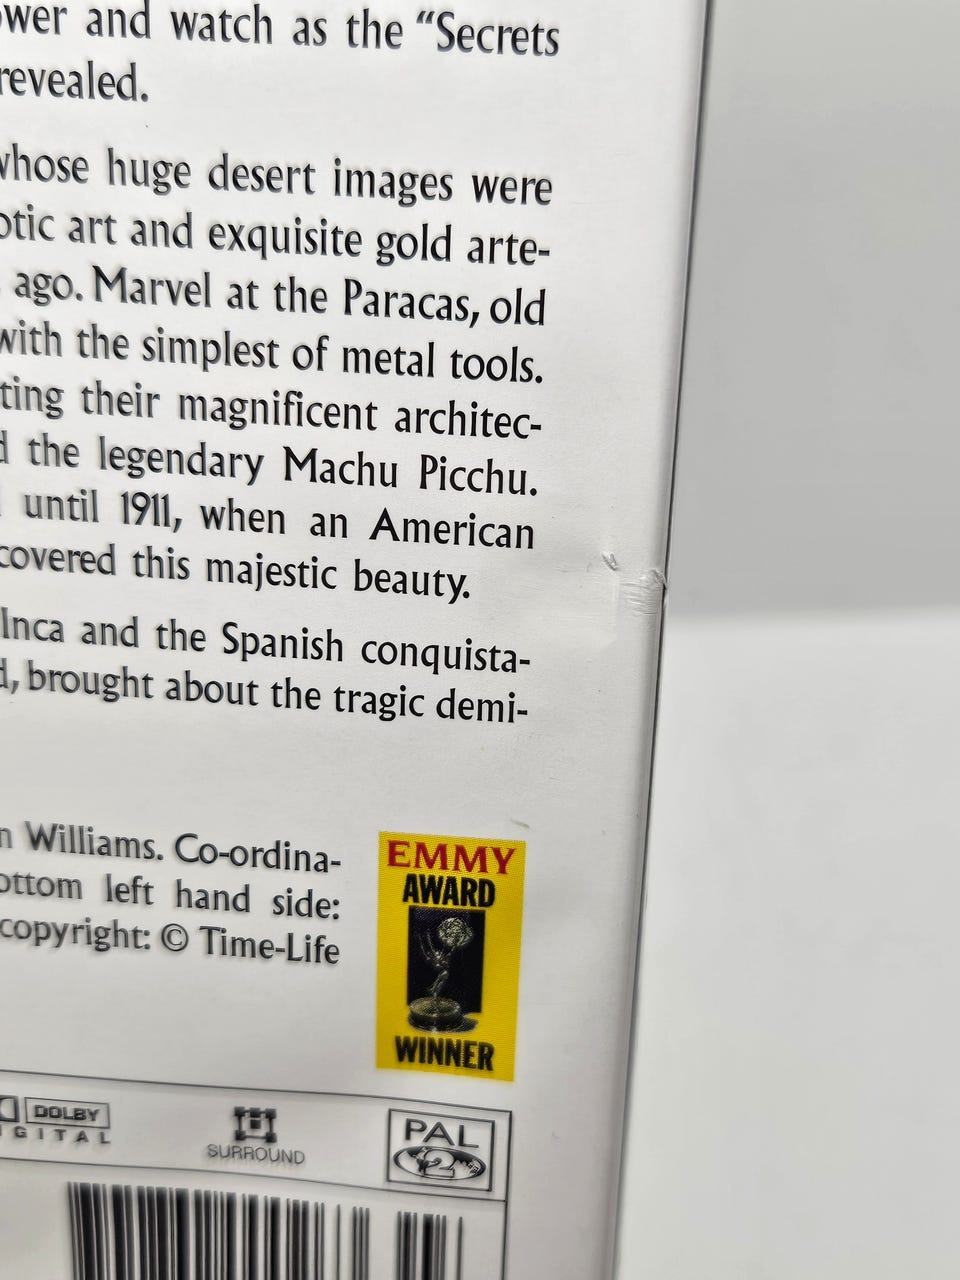 ower and watch as the “Secrets
revealed.
whose huge desert images were
otic art and exquisite gold arte-
ago. Marvel at the Paracas, old
with the simplest of metal tools.
ting their magnificent architec-
d the legendary Machu Picchu.
until 1911, when an American
covered this majestic beauty.
Inca and the Spanish conquista-
d, brought about the tragic demi-
n Williams. Co-ordina-
ottom left hand side:
copyright: © Time-Life
EMMY
AWARD
WINNER
DOLBY
GITAL
SURROUND
PAL
2